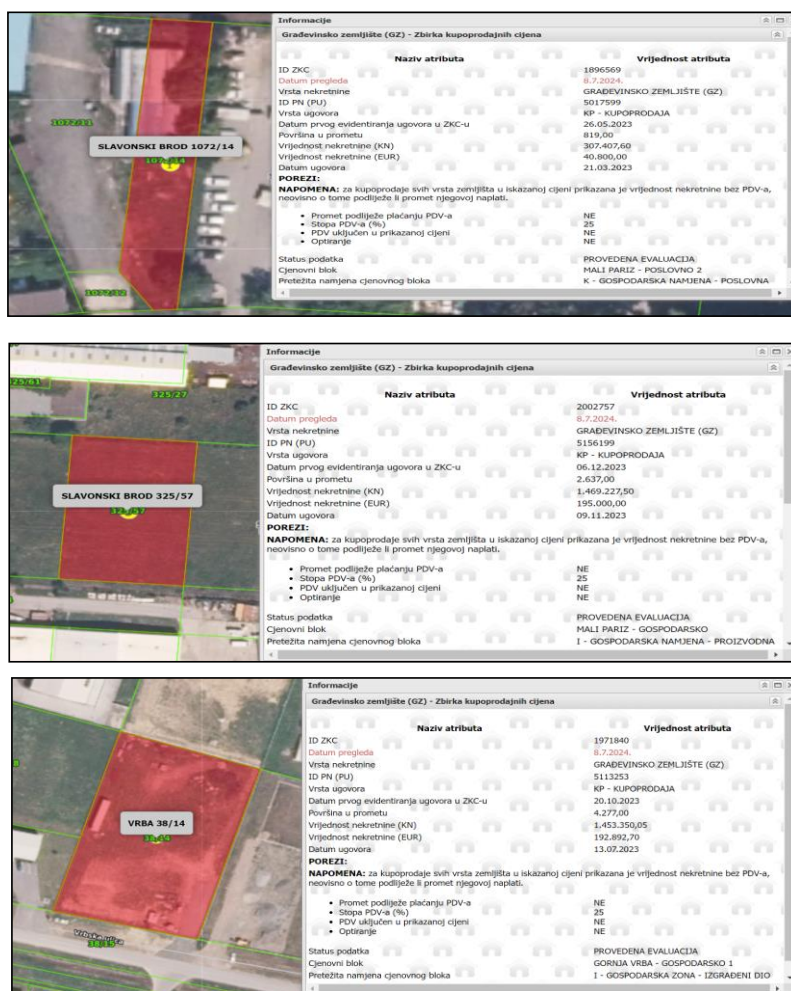 1072/11
SLAVONSKI BROD 1072/14
1072/12
Informacije
Građevinsko zemljište (GZ) - Zbirka kupoprodajnih cijena
Naziv atributa Vrijednost atributa
ID ZKC 1896569
Datum pregleda 8.7.2024.
Vrsta nekretnine GRAĐEVINSKO ZEMLJIŠTE (GZ)
ID PN (PU) 5017599
Vrsta ugovora KP - KUPOPRODAJA
Datum prvog evidentiranja ugovora u ZKC-u 26.05.2023
Površina u prometu 819,00
Vrijednost nekretnine (KN) 307.407,60
Vrijednost nekretnine (EUR) 40.800,00
Datum ugovora 21.03.2023
POREZI:
NAPOMENA: za kupoprodaje svih vrsta zemljišta u iskazanoj cijeni prikazana je vrijednost nekretnine bez PDV-a,
neovisno o tome podliježe li promet njegovoj naplati.
• Promet podliježe plaćanju PDV-a NE
• Stopa PDV-a (%) 25
• PDV uključen u prikazanoj cijeni NE
• Optiranje NE
Status podatka PROVEDENA EVALUACIJA
Cjenovni blok MALI PARIZ - POSLOVNO 2
Pretežita namjena cjenovnog bloka K - GOSPODARSKA NAMJENA - POSLOVNA
325/27
SLAVONSKI BROD 325/57
Informacije
Građevinsko zemljište (GZ) - Zbirka kupoprodajnih cijena
Naziv atributa Vrijednost atributa
ID ZKC 2002757
Datum pregleda 8.7.2024.
Vrsta nekretnine GRAĐEVINSKO ZEMLJIŠTE (GZ)
ID PN (PU) 5156199
Vrsta ugovora KP - KUPOPRODAJA
Datum prvog evidentiranja ugovora u ZKC-u 06.12.2023
Površina u prometu 2.637,00
Vrijednost nekretnine (KN) 1.469.227,50
Vrijednost nekretnine (EUR) 195.000,00
Datum ugovora 09.11.2023
POREZI:
NAPOMENA: za kupoprodaje svih vrsta zemljišta u iskazanoj cijeni prikazana je vrijednost nekretnine bez PDV-a,
neovisno o tome podliježe li promet njegovoj naplati.
• Promet podliježe plaćanju PDV-a NE
• Stopa PDV-a (%) 25
• PDV uključen u prikazanoj cijeni NE
• Optiranje NE
Status podatka PROVEDENA EVALUACIJA
Cjenovni blok MALI PARIZ - GOSPODARSKO
Pretežita namjena cjenovnog bloka I - GOSPODARSKA NAMJENA - PROIZVODNA
VRBA 38/14
Vrbska ulica
38/15
Informacije
Građevinsko zemljište (GZ) - Zbirka kupoprodajnih cijena
Naziv atributa Vrijednost atributa
ID ZKC 1971840
Datum pregleda 8.7.2024.
Vrsta nekretnine GRAĐEVINSKO ZEMLJIŠTE (GZ)
ID PN (PU) 5113253
Vrsta ugovora KP - KUPOPRODAJA
Datum prvog evidentiranja ugovora u ZKC-u 20.10.2023
Površina u prometu 4.277,00
Vrijednost nekretnine (KN) 1.453.350,05
Vrijednost nekretnine (EUR) 192.892,70
Datum ugovora 13.07.2023
POREZI:
NAPOMENA: za kupoprodaje svih vrsta zemljišta u iskazanoj cijeni prikazana je vrijednost nekretnine bez PDV-a,
neovisno o tome podliježe li promet njegovoj naplati.
• Promet podliježe plaćanju PDV-a NE
• Stopa PDV-a (%) 25
• PDV uključen u prikazanoj cijeni NE
• Optiranje NE
Status podatka PROVEDENA EVALUACIJA
Cjenovni blok GORNJA VRBA - GOSPODARSKO 1
Pretežita namjena cjenovnog bloka I - GOSPODARSKA ZONA - IZGRAĐENI DIO